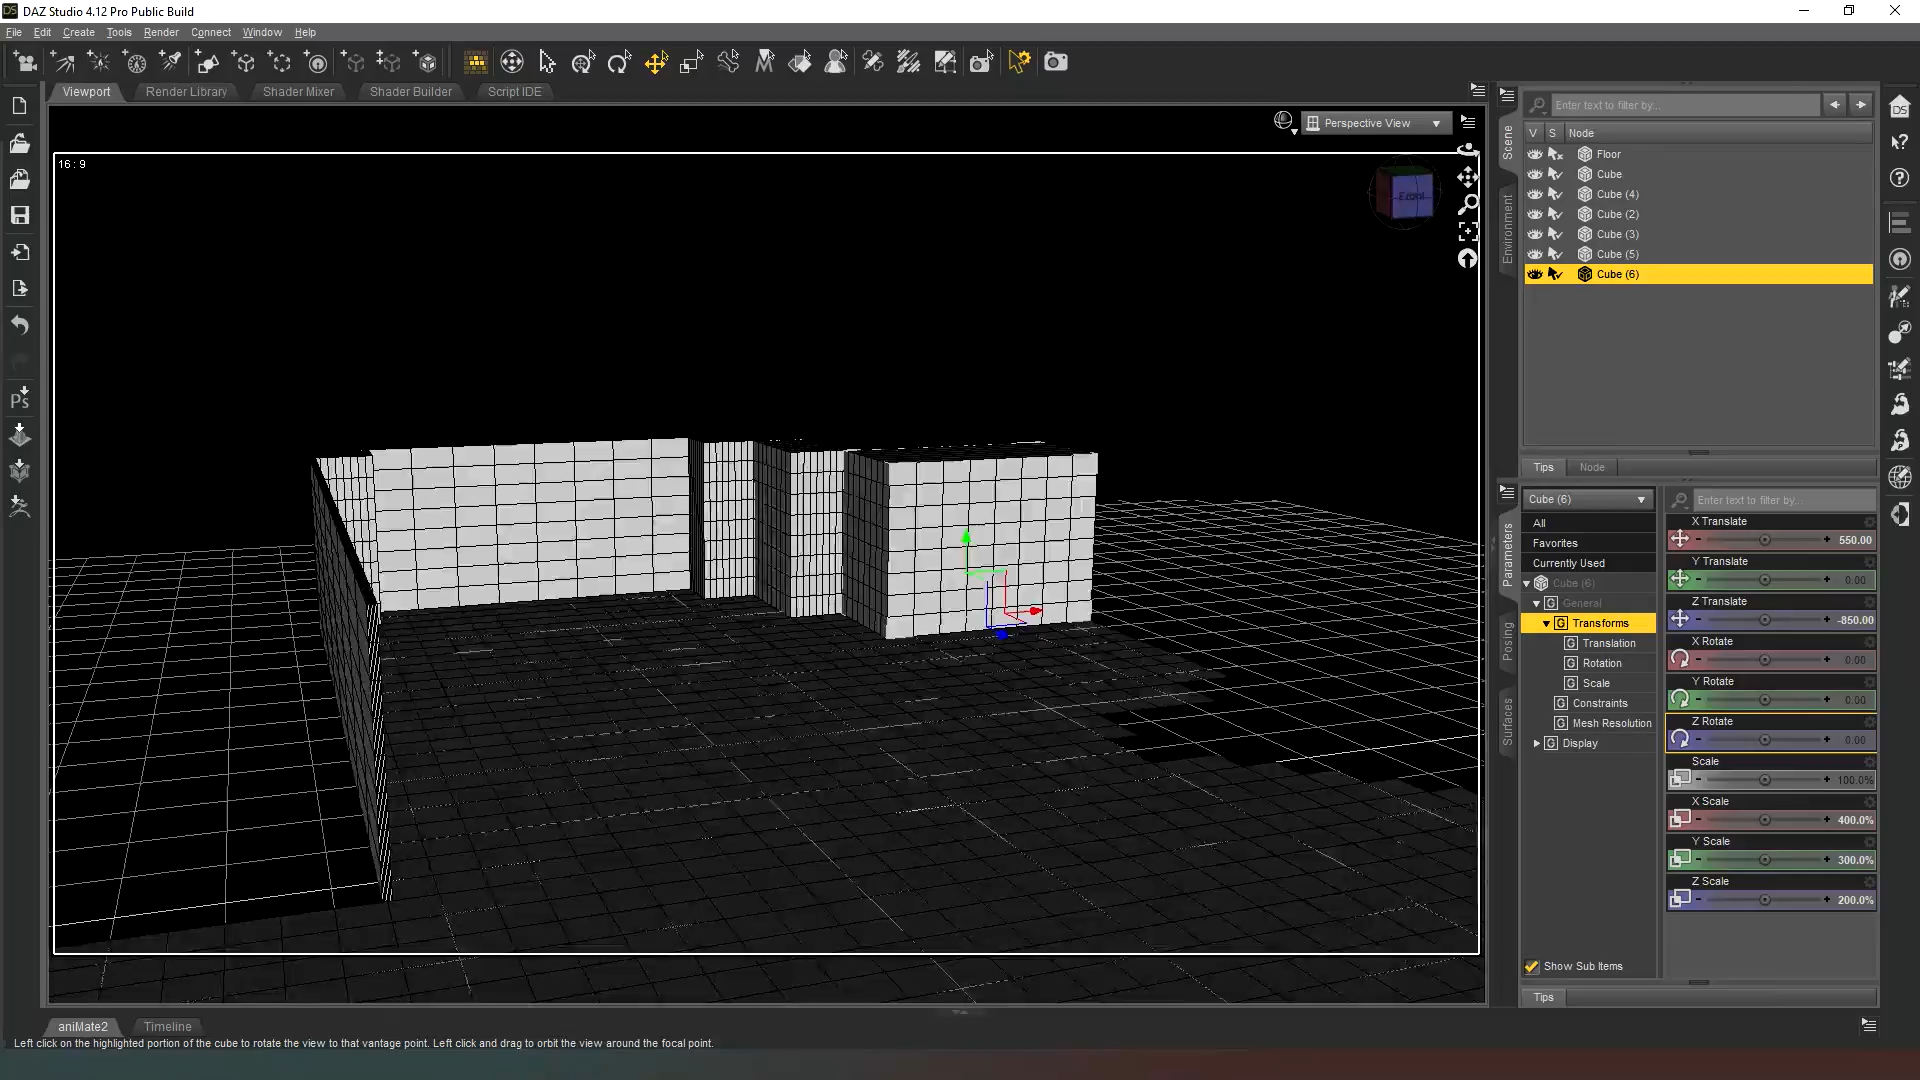 DS DAZ Studio 4.12 Pro Public Build
File Edit Create Tools Render Connect Window Help
Viewport Render Library Shader Mixer Shader Builder Script IDE
Perspective View
16 : 9
Front
Ps
Scene
Environment
Enter text to filter by...
V S Node
Floor
Cube
Cube (4)
Cube (2)
Cube (3)
Cube (5)
Cube (6)
Tips Node
Parameters
Posing
Surfaces
Cube (6)
All
Favorites
Currently Used
Cube (6)
G General
G Transforms
G Translation
G Rotation
G Scale
G Constraints
G Mesh Resolution
G Display
Show Sub Items
Enter text to filter by...
X Translate
- + 550.00
Y Translate
- + 0.00
Z Translate
- + -850.00
X Rotate
- + 0.00
Y Rotate
- + 0.00
Z Rotate
- + 0.00
Scale
- + 100.0%
X Scale
- + 400.0%
Y Scale
- + 300.0%
Z Scale
- + 200.0%
Tips
DS
?
?
aniMate2 Timeline
Left click on the highlighted portion of the cube to rotate the view to that vantage point. Left click and drag to orbit the view around the focal point.